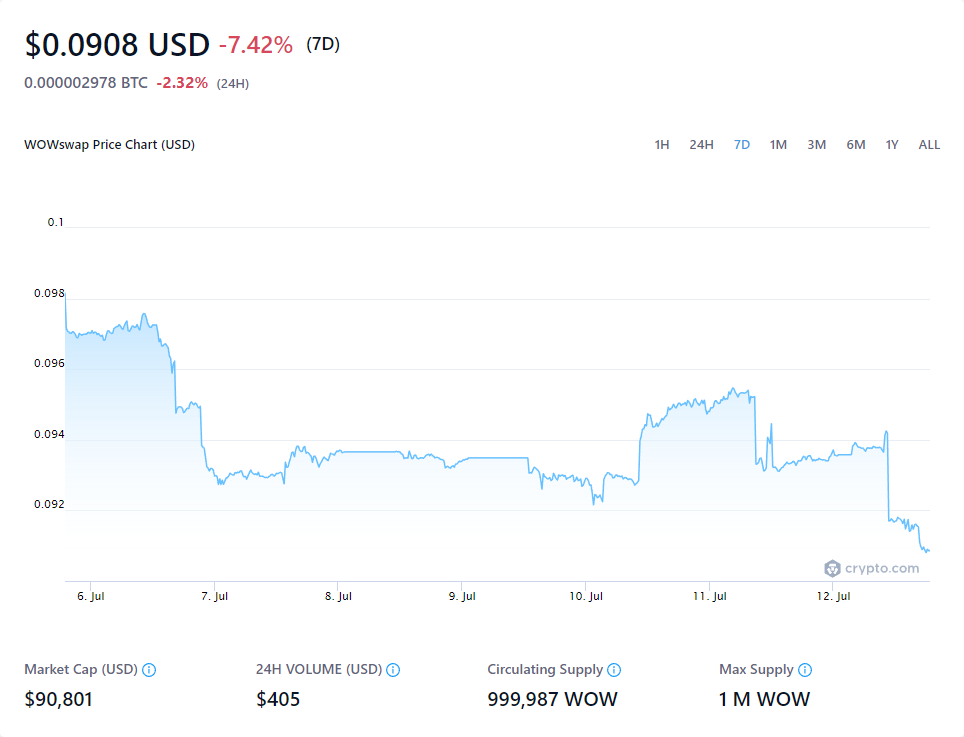 $0.0908 USD -7.42% (7D)
0.000002978 BTC -2.32% (24H)
WOWswap Price Chart (USD)
1H 24H 7D 1M 3M 6M 1Y ALL
0.1
0.098
0.096
0.094
0.092
crypto.com
6. Jul 7. Jul 8. Jul 9. Jul 10. Jul 11. Jul 12. Jul
Market Cap (USD) 24H VOLUME (USD) Circulating Supply Max Supply
$90,801 $405 999,987 WOW 1 M WOW